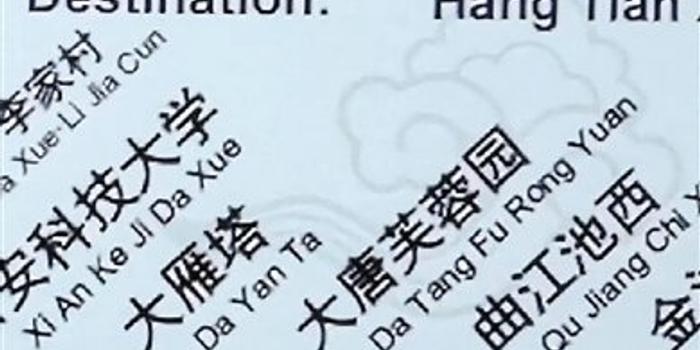 Destination: Hang Tian
李家村
Xue·Li Jia Cun
安科技大学
Xi An Ke Ji Da Xue
大雁塔
Da Yan Ta
大唐芙蓉园
Da Tang Fu Rong Yuan
曲江池西
Qu Jiang Chi
金